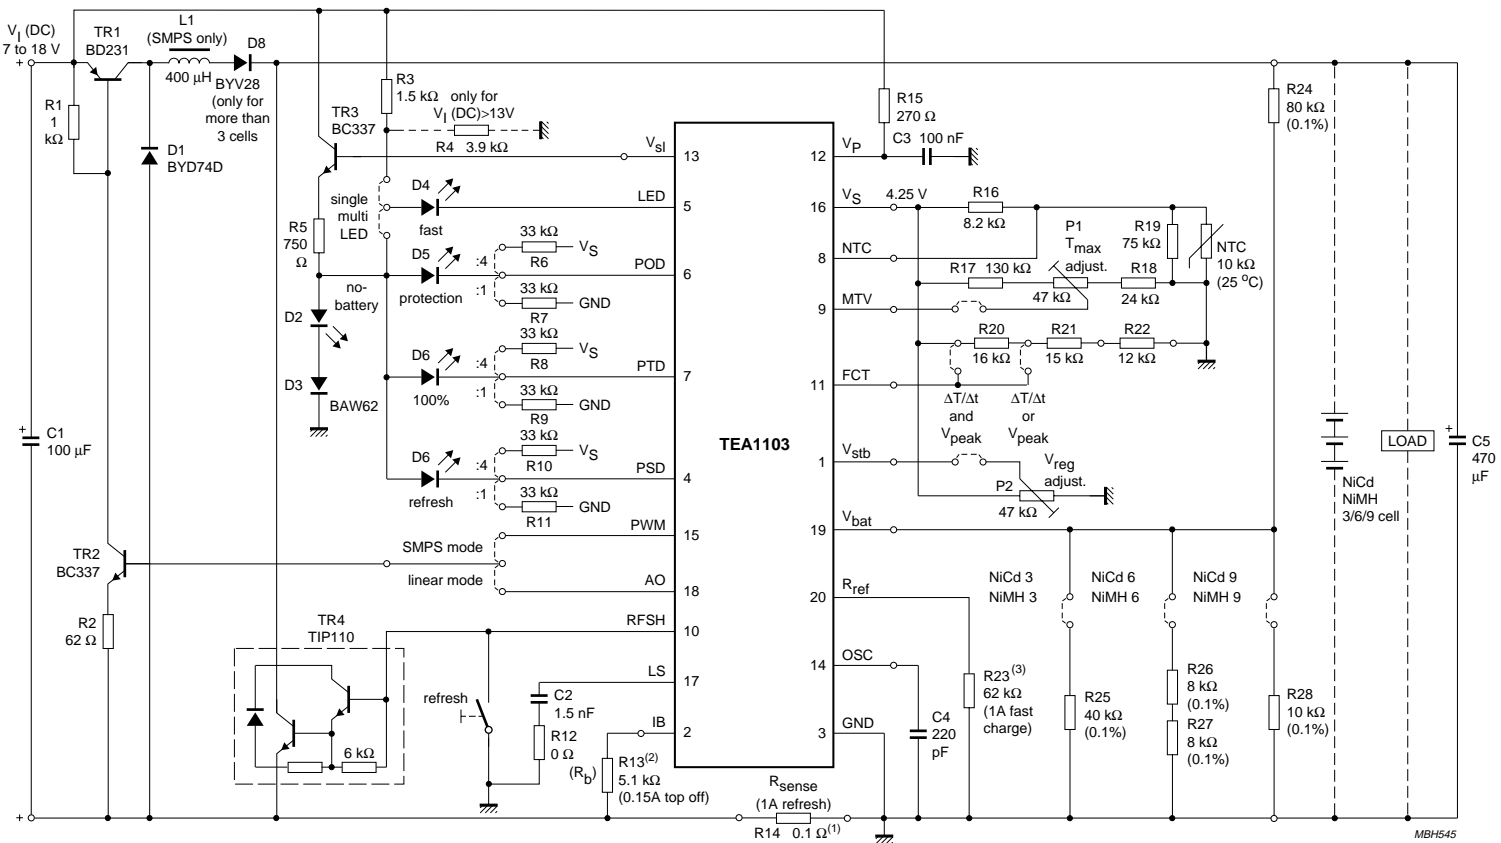 V_I (DC)
7 to 18 V
+
TR1
BD231
L1
(SMPS only)
400 µH
D8
BYV28
(only for
more than
3 cells
R1
1
kΩ
D1
BYD74D
TR3
BC337
R3
1.5 kΩ
only for
V_I (DC)>13V
R4 3.9 kΩ
R5
750
Ω
single
multi
LED
D4
fast
D5
protection
no-
battery
D2
D3
BAW62
D6
100%
D6
refresh
:4
:1
33 kΩ
R6
V_S
33 kΩ
R7
GND
:4
:1
33 kΩ
R8
V_S
33 kΩ
R9
GND
:4
:1
33 kΩ
R10
V_S
33 kΩ
R11
GND
SMPS mode
linear mode
+
C1
100 µF
TR2
BC337
R2
62 Ω
TR4
TIP110
6 kΩ
refresh
C2
1.5 nF
R12
0 Ω
(R_b)
R13(2)
5.1 kΩ
(0.15A top off)
+
V_sl
13
LED
5
POD
6
PTD
7
PSD
4
PWM
15
AO
18
RFSH
10
LS
17
IB
2
TEA1103
12
V_P
16
V_S
4.25 V
8
NTC
9
MTV
11
FCT
1
V_stb
19
V_bat
20
R_ref
14
OSC
3
GND
R15
270 Ω
C3 100 nF
R16
8.2 kΩ
R17 130 kΩ
P1
T_max
adjust.
47 kΩ
R18
24 kΩ
R19
75 kΩ
NTC
10 kΩ
(25 °C)
R20
16 kΩ
R21
15 kΩ
R22
12 kΩ
ΔT/Δt
and
V_peak
ΔT/Δt
or
V_peak
P2
47 kΩ
V_reg
adjust.
R24
80 kΩ
(0.1%)
NiCd
NiMH
3/6/9 cell
LOAD
+
C5
470
µF
NiCd 3
NiMH 3
NiCd 6
NiMH 6
NiCd 9
NiMH 9
R23(3)
62 kΩ
(1A fast
charge)
C4
220
pF
R25
40 kΩ
(0.1%)
R26
8 kΩ
(0.1%)
R27
8 kΩ
(0.1%)
R28
10 kΩ
(0.1%)
R_sense
(1A refresh)
R14 0.1 Ω(1)
MBH545